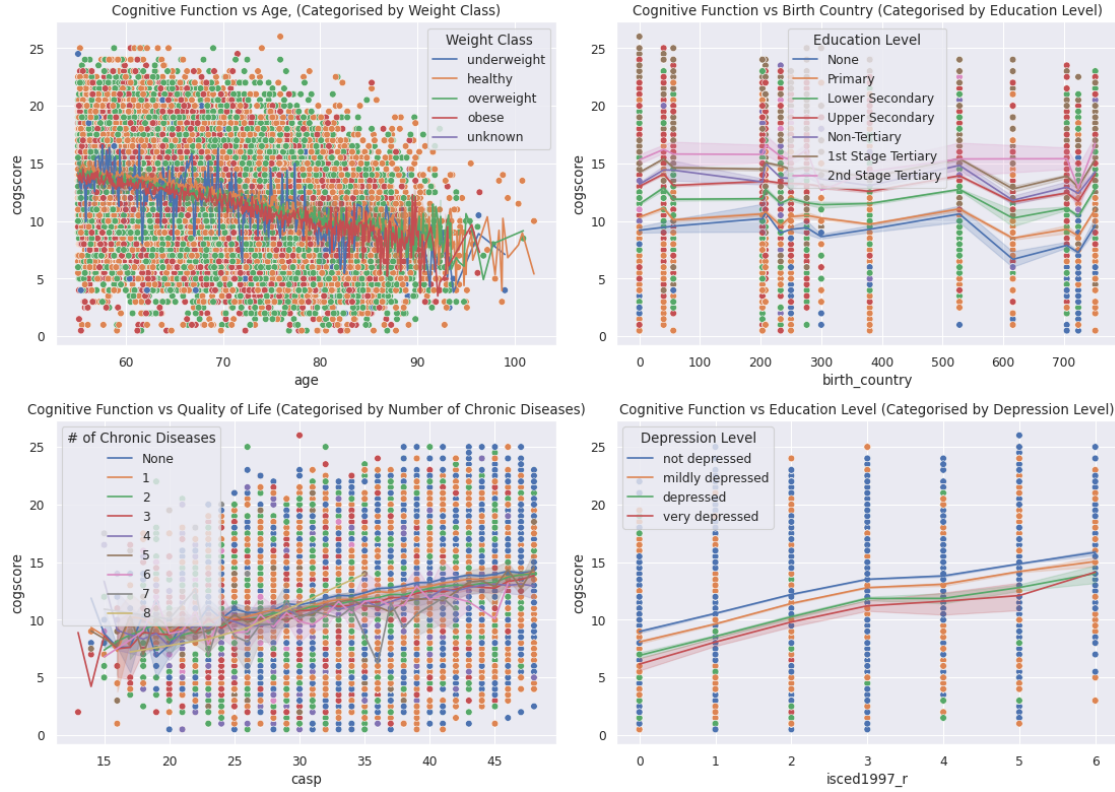 Cognitive Function vs Age, (Categorised by Weight Class)
25
20
15
10
5
0
cogscore
Weight Class
underweight
healthy
overweight
obese
unknown
60
70
80
90
100
age
Cognitive Function vs Birth Country (Categorised by Education Level)
25
20
15
10
5
0
cogscore
Education Level
None
Primary
Lower Secondary
Upper Secondary
Non-Tertiary
1st Stage Tertiary
2nd Stage Tertiary
0
100
200
300
400
500
600
700
birth_country
Cognitive Function vs Quality of Life (Categorised by Number of Chronic Diseases)
25
20
15
10
5
0
cogscore
# of Chronic Diseases
None
1
2
3
4
5
6
7
8
15
20
25
30
35
40
45
casp
Cognitive Function vs Education Level (Categorised by Depression Level)
25
20
15
10
5
0
cogscore
Depression Level
not depressed
mildly depressed
depressed
very depressed
0
1
2
3
4
5
6
isced1997_r